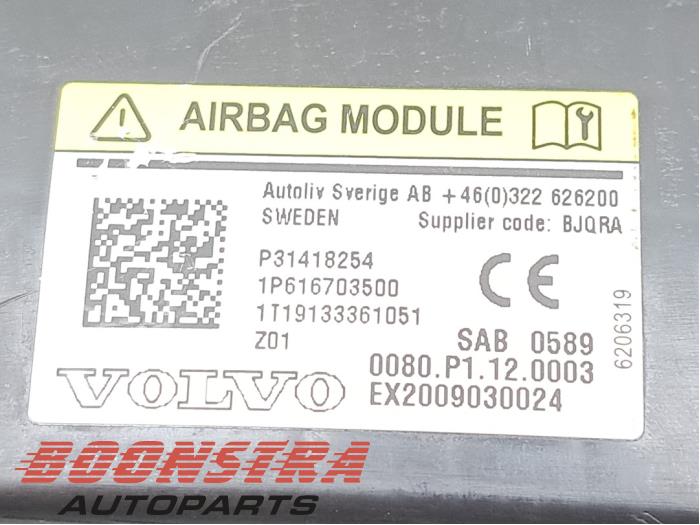 AIRBAG MODULE
Autoliv Sverige AB +46(0)322 626200
SWEDEN Supplier code: BJQRA
P31418254
1P616703500
1T19133361051
Z01
SAB 0589
0080.P1.12.0003
EX2009030024
VOLVO
6206319
BOONSTRA
AUTOPARTS